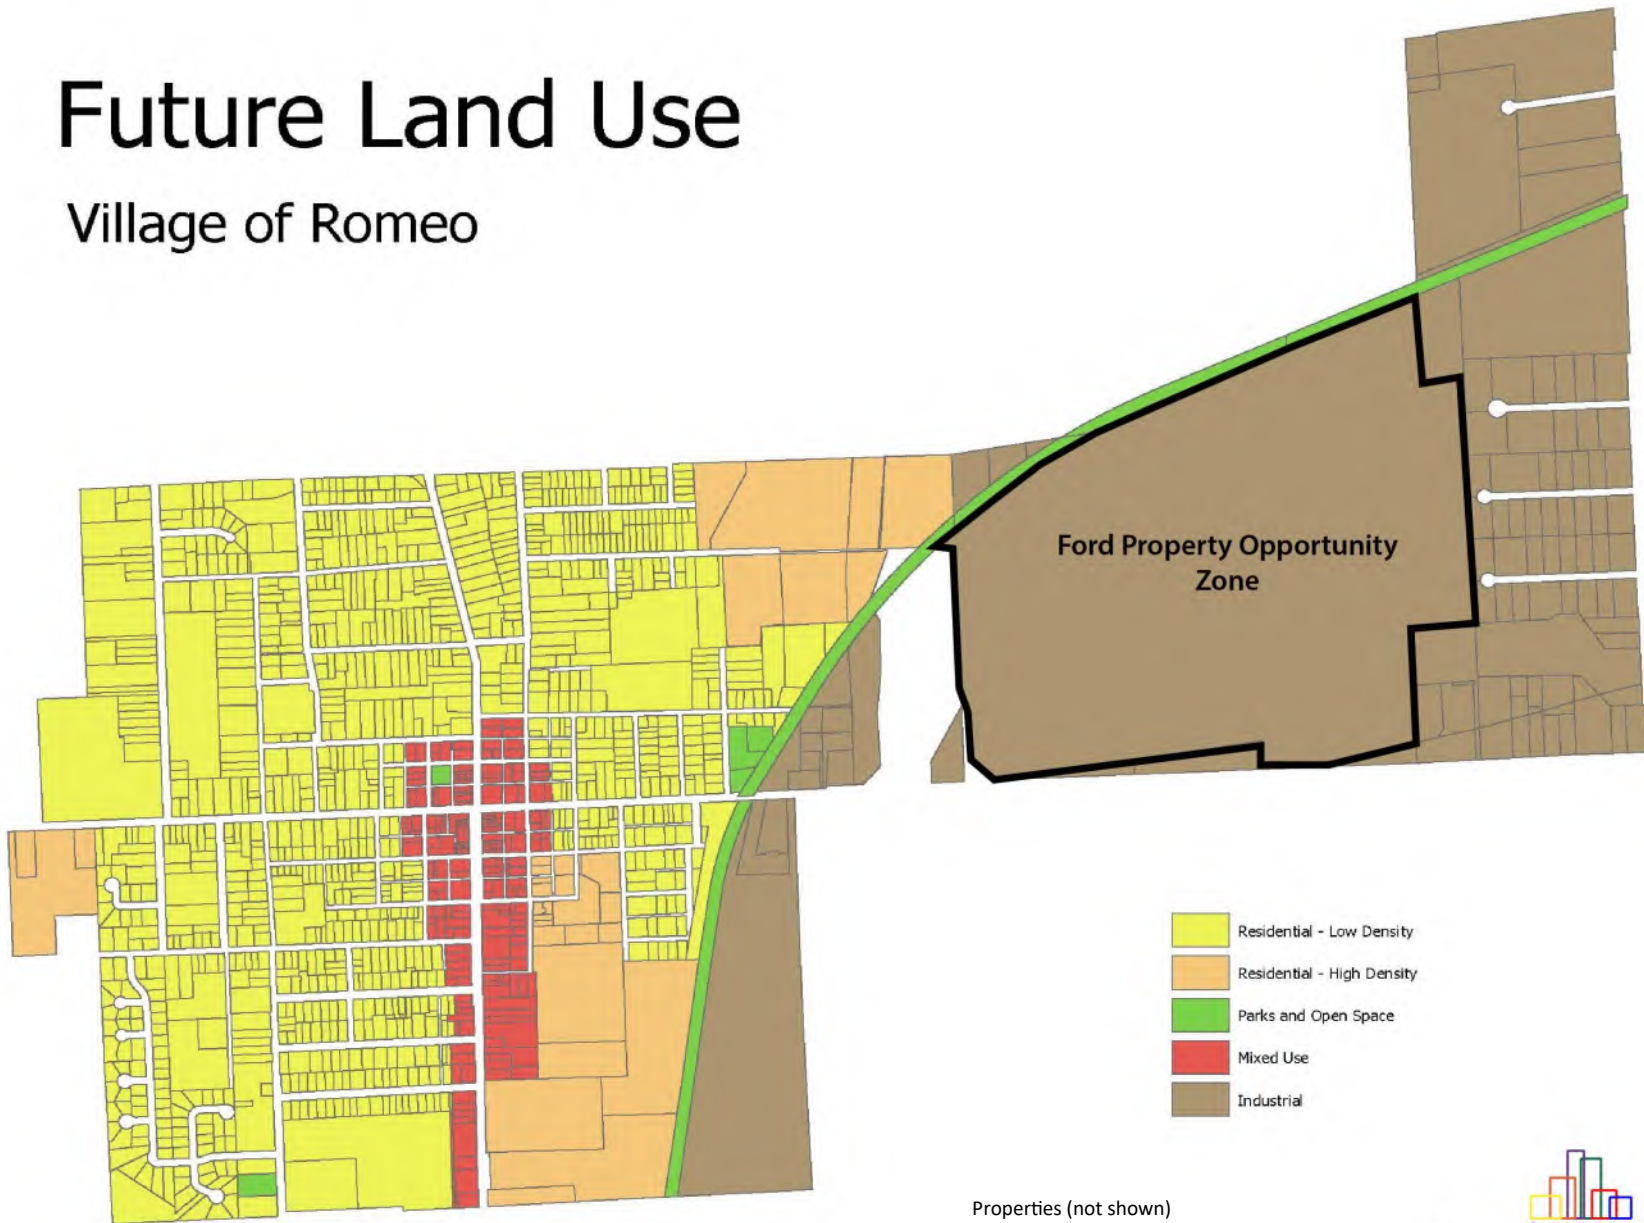 Future Land Use
Village of Romeo
Ford Property Opportunity
Zone
Residential - Low Density
Residential - High Density
Parks and Open Space
Mixed Use
Industrial
Properties (not shown)